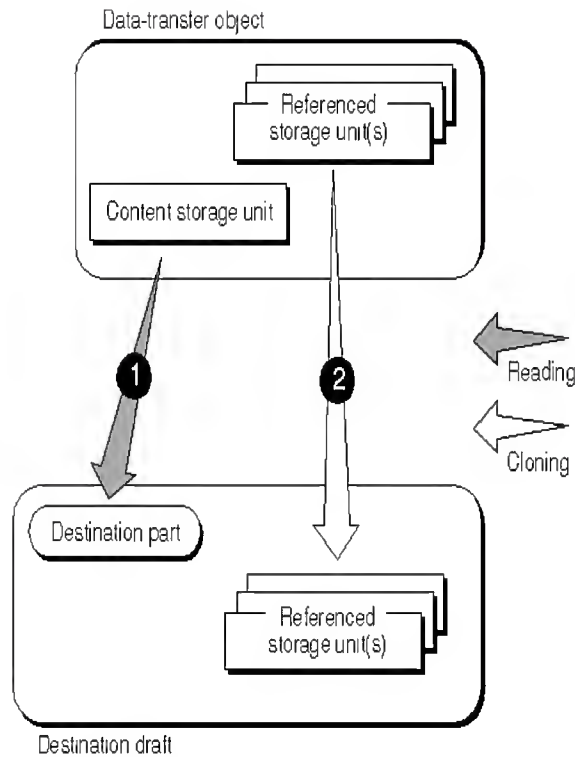 Data-transfer object
Referenced
storage unit(s)
Content storage unit
1
2
Reading
Cloning
Destination part
Referenced
storage unit(s)
Destination draft